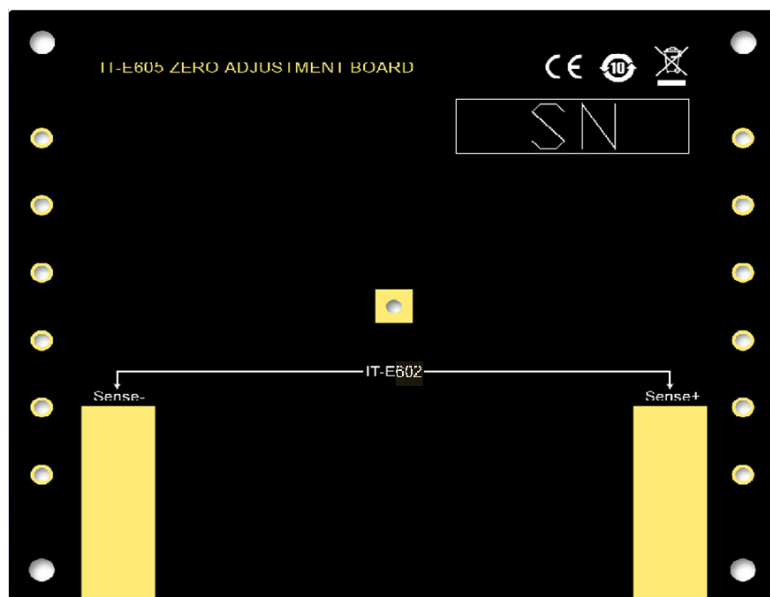 IT-E605 ZERO ADJUSTMENT BOARD
CE 10
SN
IT-E602
Sense-
Sense+